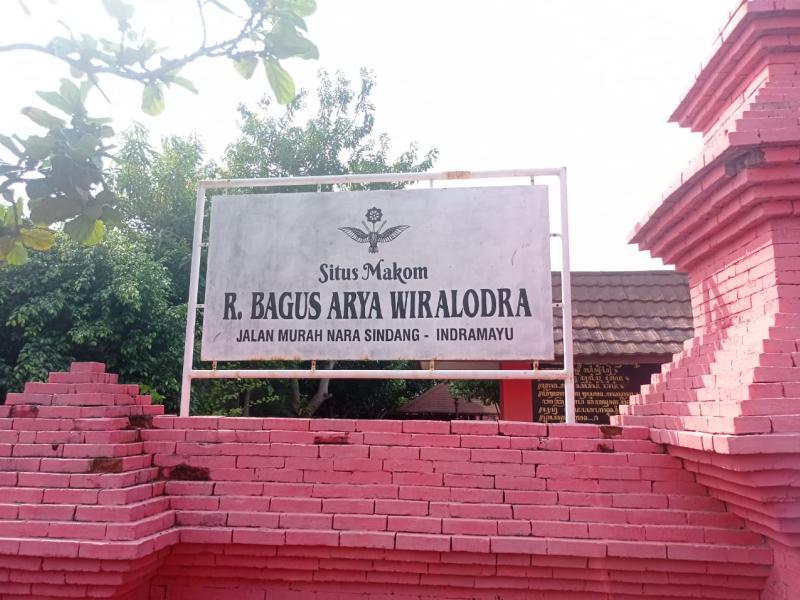 Situs Makom
R. BAGUS ARYA WIRALODRA
JALAN MURAH NARA SINDANG - INDRAMAYU